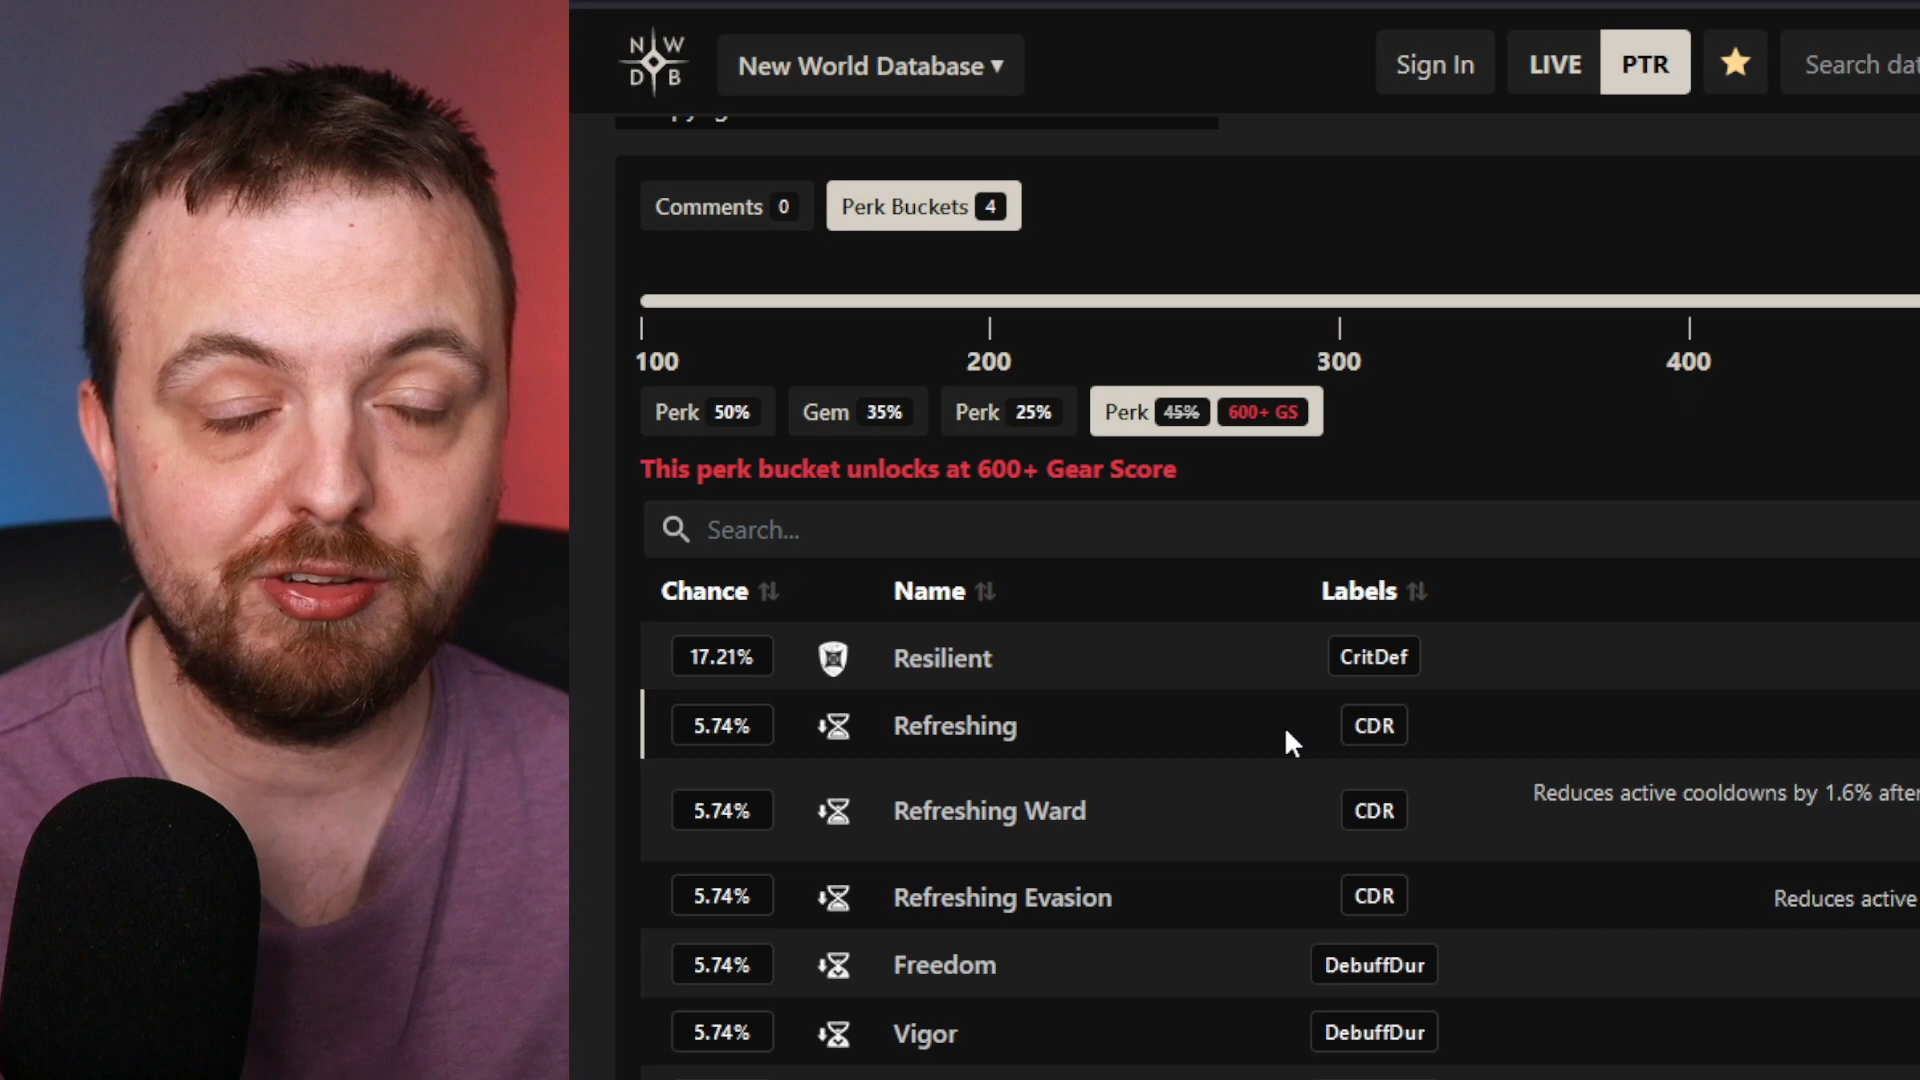 N W
D B
New World Database ▾
Sign In
LIVE
PTR
Search dat
Comments 0
Perk Buckets 4
100
200
300
400
Perk 50%
Gem 35%
Perk 25%
Perk 45% 600+ GS
This perk bucket unlocks at 600+ Gear Score
Search...
Chance
Name
Labels
17.21%
Resilient
CritDef
5.74%
Refreshing
CDR
5.74%
Refreshing Ward
CDR
Reduces active cooldowns by 1.6% after
5.74%
Refreshing Evasion
CDR
Reduces active
5.74%
Freedom
DebuffDur
5.74%
Vigor
DebuffDur